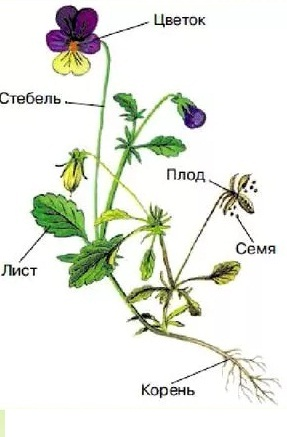 Цветок
Стебель
Плод
Семя
Лист
Корень